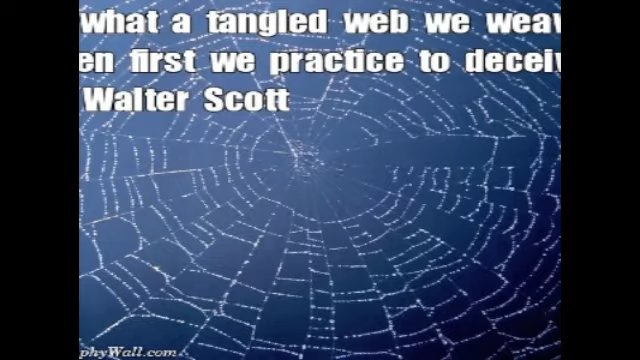 what a tangled web we weav
en first we practice to deceiv
Walter Scott
phyWall.com